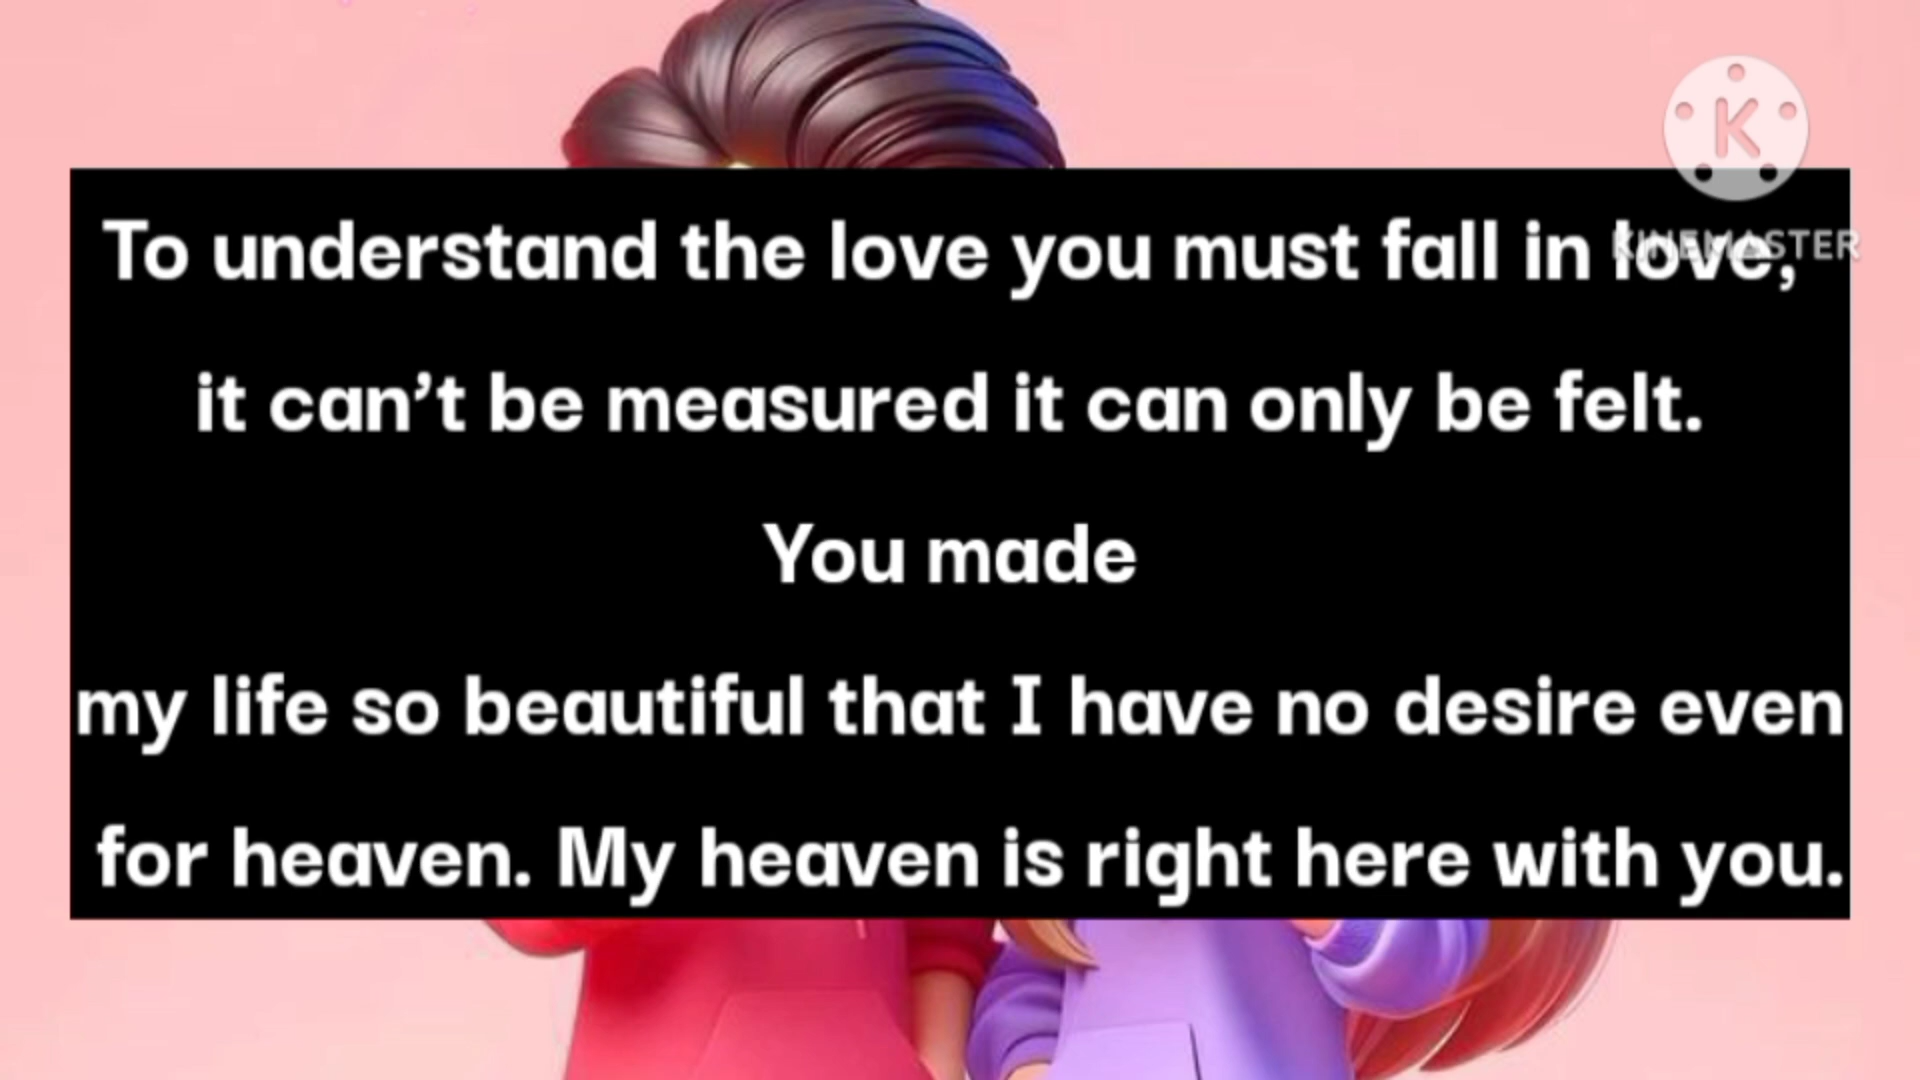 To understand the love you must fall in love,
KINEMASTER
it can’t be measured it can only be felt.
You made
my life so beautiful that I have no desire even
for heaven. My heaven is right here with you.